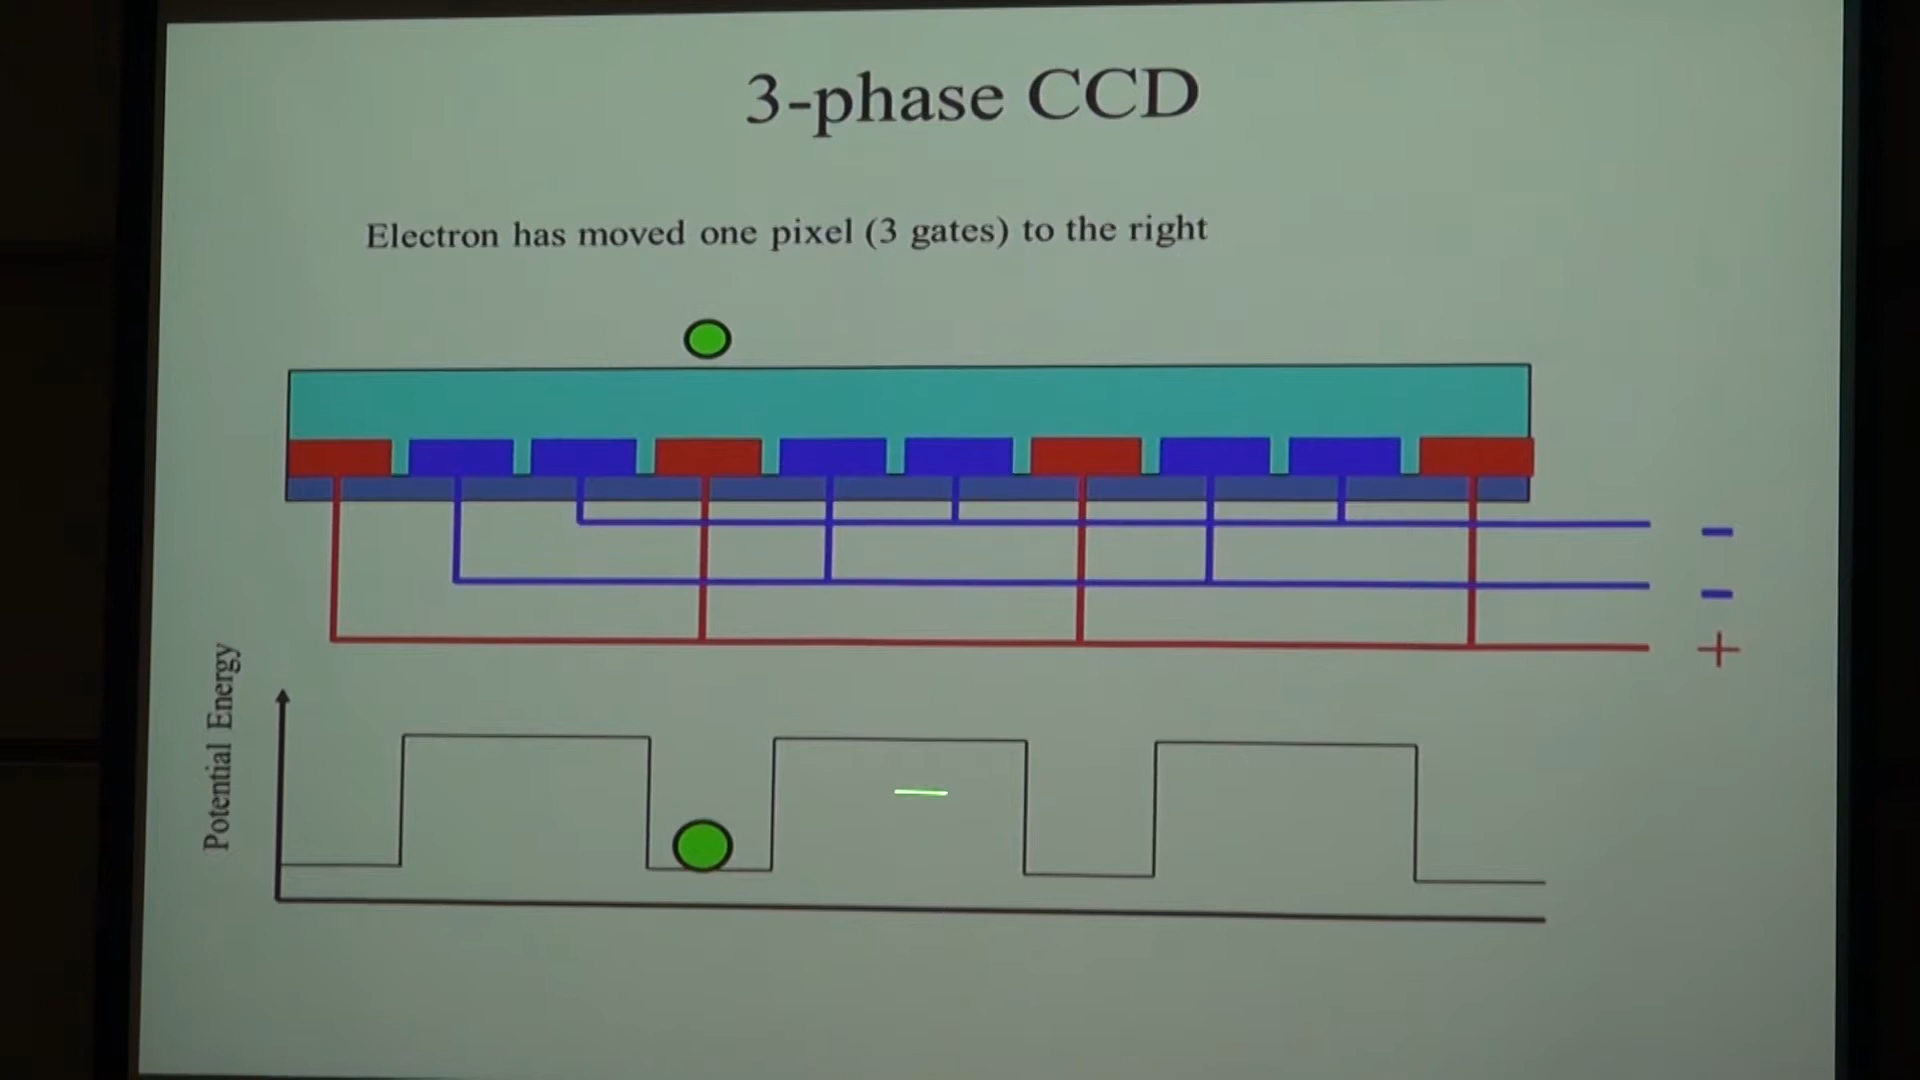 3-phase CCD
Electron has moved one pixel (3 gates) to the right
-
-
+
Potential Energy